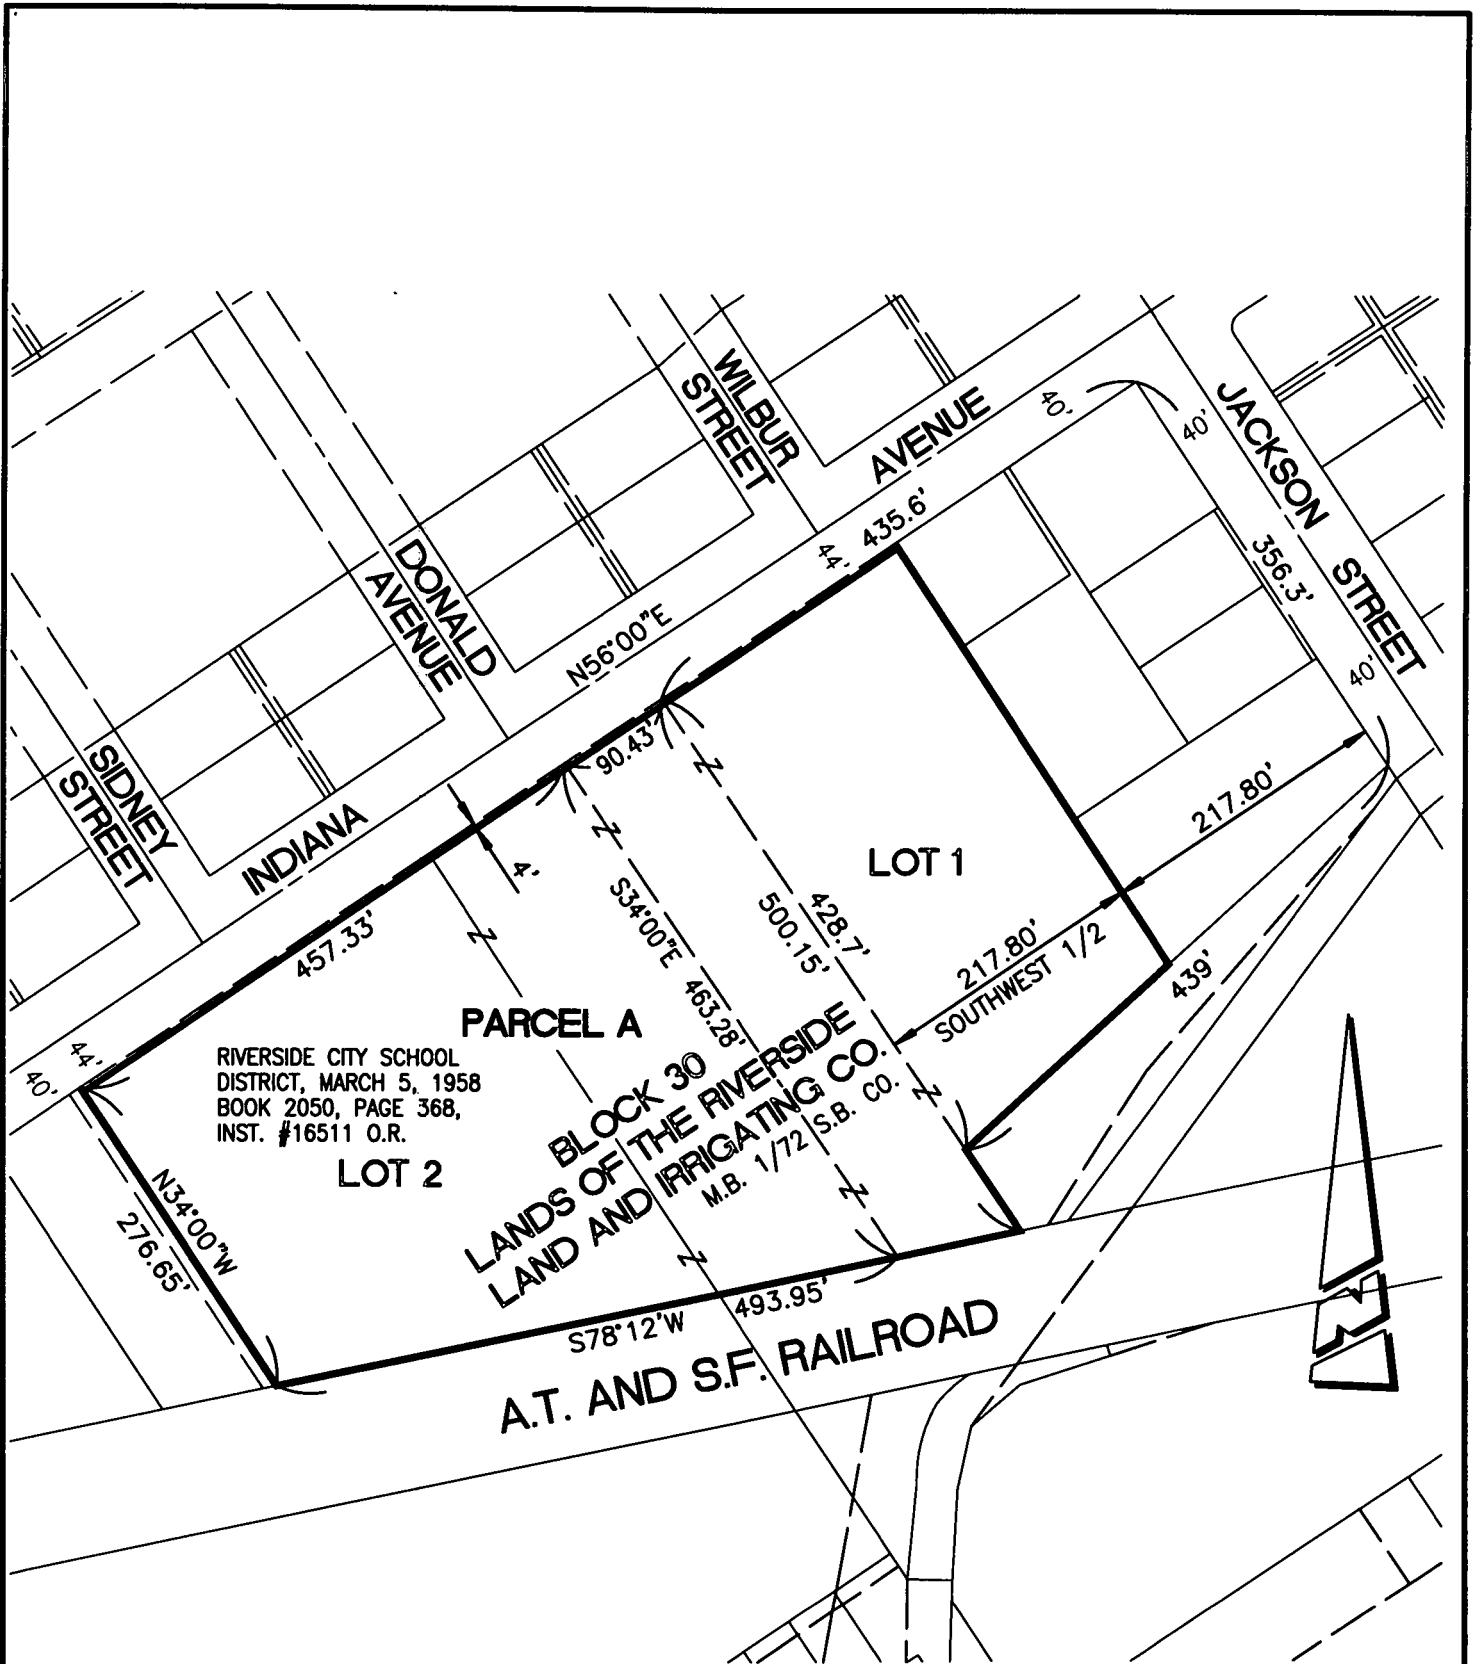 WILBUR
STREET
AVENUE
40'
40'
JACKSON
STREET
435.6'
44'
356.3'
DONALD
AVENUE
N56°00"E
40'
90.43'
SIDNEY
STREET
217.80'
INDIANA
4'
LOT 1
S34°00"E 463.28'
428.7'
500.15'
457.33'
217.80'
SOUTHWEST 1/2
439'
PARCEL A
44'
40'
RIVERSIDE CITY SCHOOL
DISTRICT, MARCH 5, 1958
BOOK 2050, PAGE 368,
INST. #16511 O.R.
LOT 2
BLOCK 30
LANDS OF THE RIVERSIDE
LAND AND IRRIGATING CO.
M.B. 1/72 S.B. CO.
N34°00"W
276.65'
S78°12'W
493.95'
A.T. AND S.F. RAILROAD
N